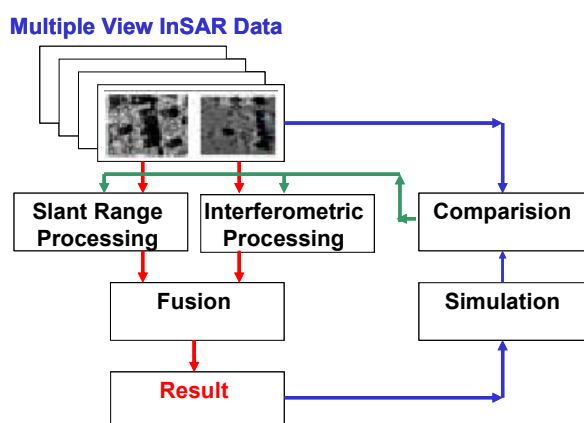 Multiple View InSAR Data
Slant Range
Processing
Interferometric
Processing
Comparision
Fusion
Simulation
Result